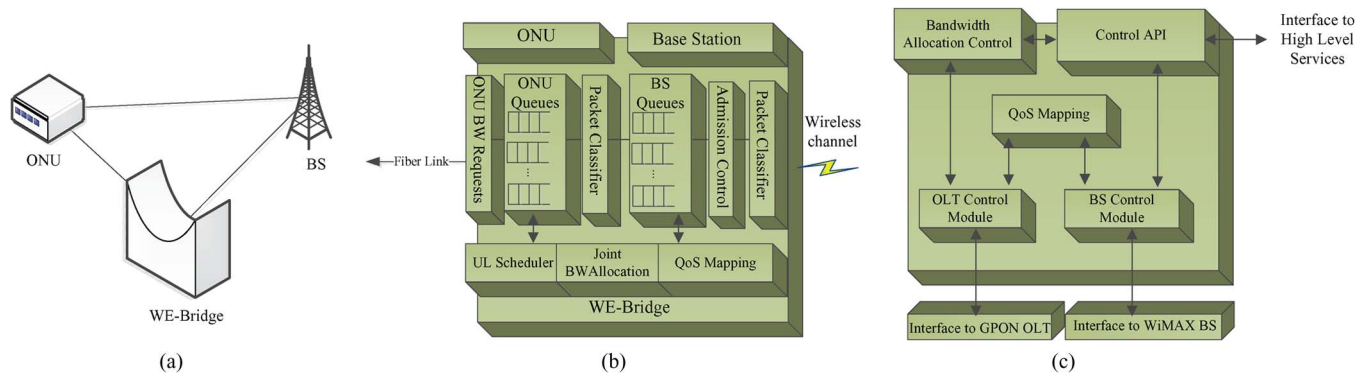 ONU
BS
WE-Bridge
(a)
ONU
Base Station
ONU BW Requests
ONU
Queues
...
Packet Classifier
BS
Queues
...
Admission Control
Packet Classifier
Fiber Link
Wireless
channel
UL Scheduler
Joint
BWAllocation
QoS Mapping
WE-Bridge
(b)
Bandwidth
Allocation Control
Control API
Interface to
High Level
Services
QoS Mapping
OLT Control
Module
BS Control
Module
Interface to GPON OLT
Interface to WiMAX BS
(c)